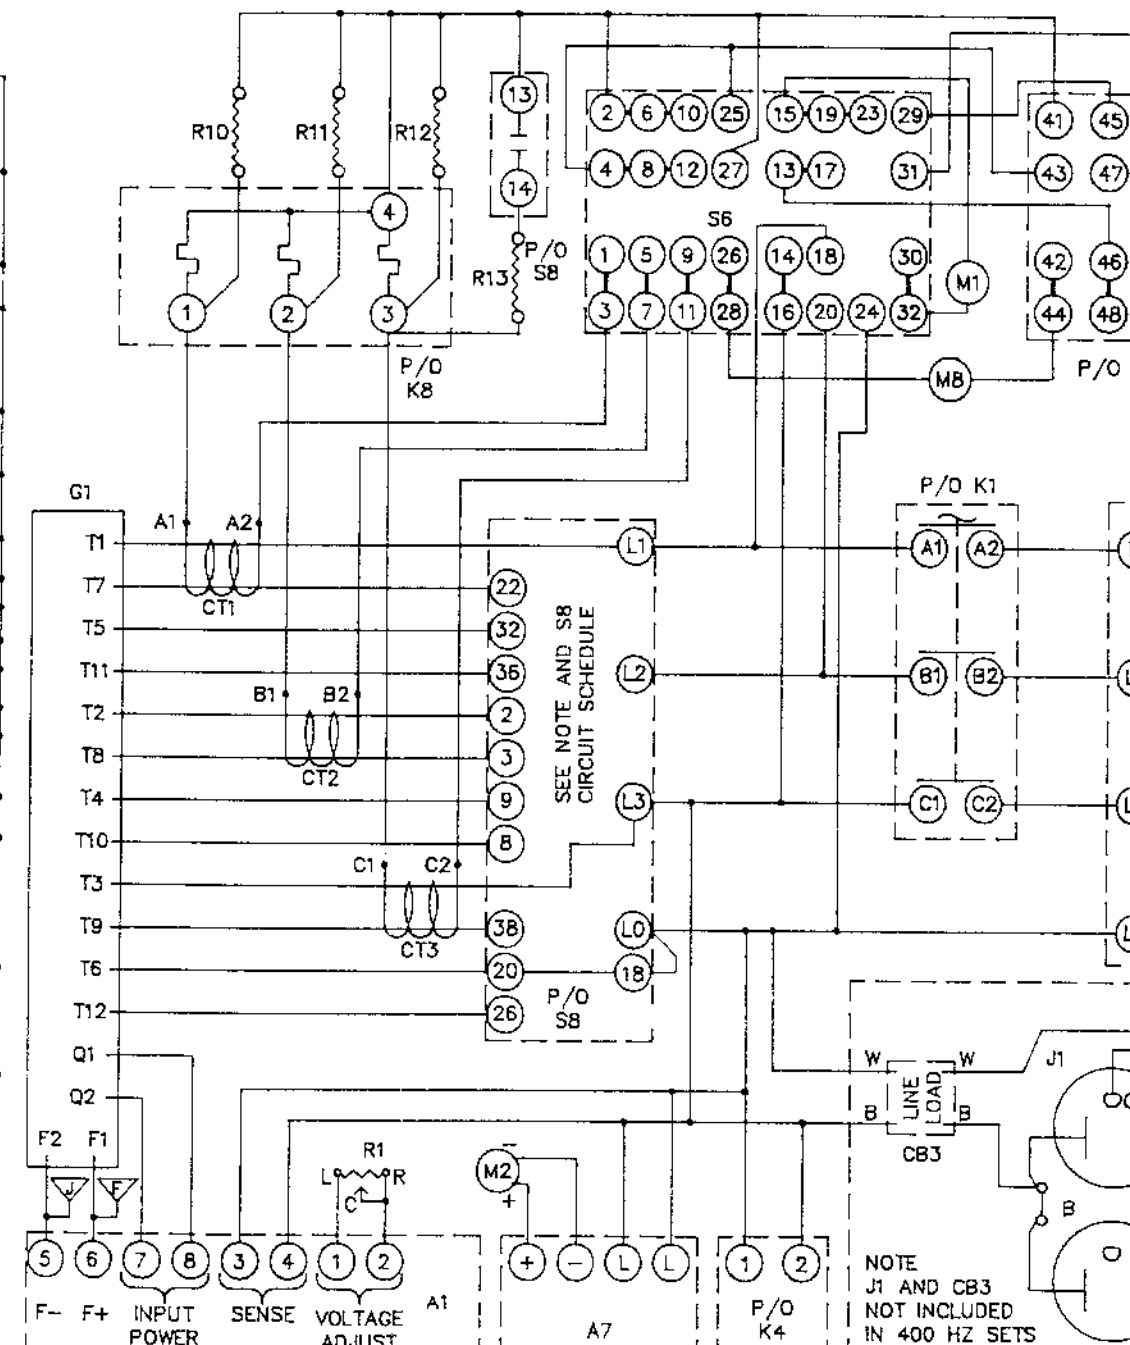 13
2 6 10 25 15 19 23 29 41 45
R10 R11 R12
4 8 12 27 13 17 31 43 47
14
4
S6
P/O
S8
R13
1 5 9 26 14 18 30 42 46
M1
1 2 3
3 7 11 28 16 20 24 32 44 48
P/O
K8
M8
P/O
G1
P/O K1
A1 A2
T1 L1 A1 A2
T7 22
CT1
T5 32
T11 36
SEE NOTE AND S8
CIRCUIT SCHEDULE
L2 B1 B2
B1 B2
T2 2
T8 3
CT2
T4 9
L3 C1 C2
T10 8
C1 C2
T3
T9 38 L0
CT3
T6 20 18
P/O
S8
T12 26
Q1
W W
J1
LINE
LOAD
Q2
B B
CB3
F2 F1
R1
L R
C
M2
-
+
J F
B
5 6 7 8 3 4 1 2 + - L L 1 2
F- F+
INPUT
POWER
SENSE
VOLTAGE
ADJUST
A1
A7
P/O
K4
NOTE
J1 AND CB3
NOT INCLUDED
IN 400 HZ SETS